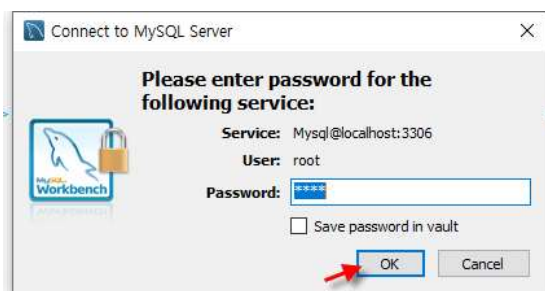 Connect to MySQL Server
Please enter password for the
following service:
Service: Mysql@localhost:3306
User: root
Password: ****
MySQL
Workbench
Save password in vault
OK Cancel